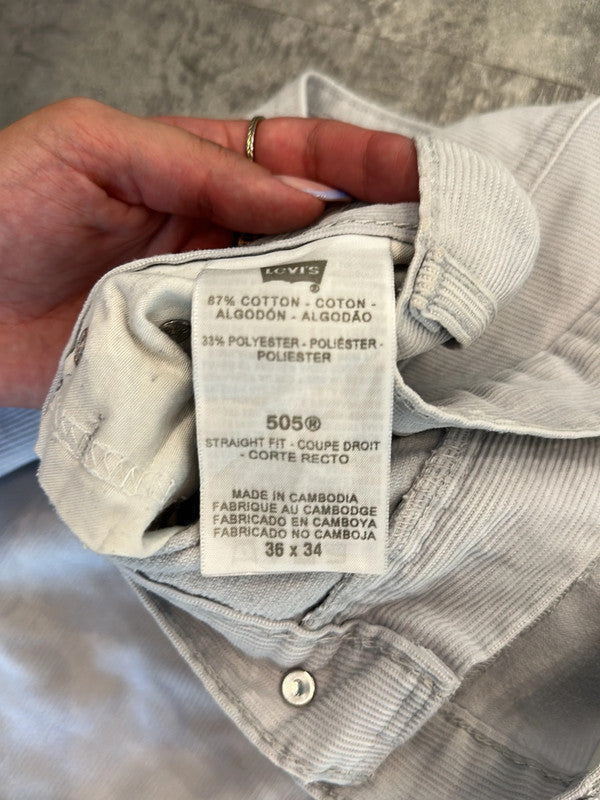 LEVI'S
®
67% COTTON - COTON -
ALGODÓN - ALGODÃO
33% POLYESTER - POLIÉSTER -
POLIESTER
505®
STRAIGHT FIT - COUPE DROIT
- CORTE RECTO
MADE IN CAMBODIA
FABRIQUE AU CAMBODGE
FABRICADO EN CAMBOYA
FABRICADO NO CAMBOJA
36 x 34